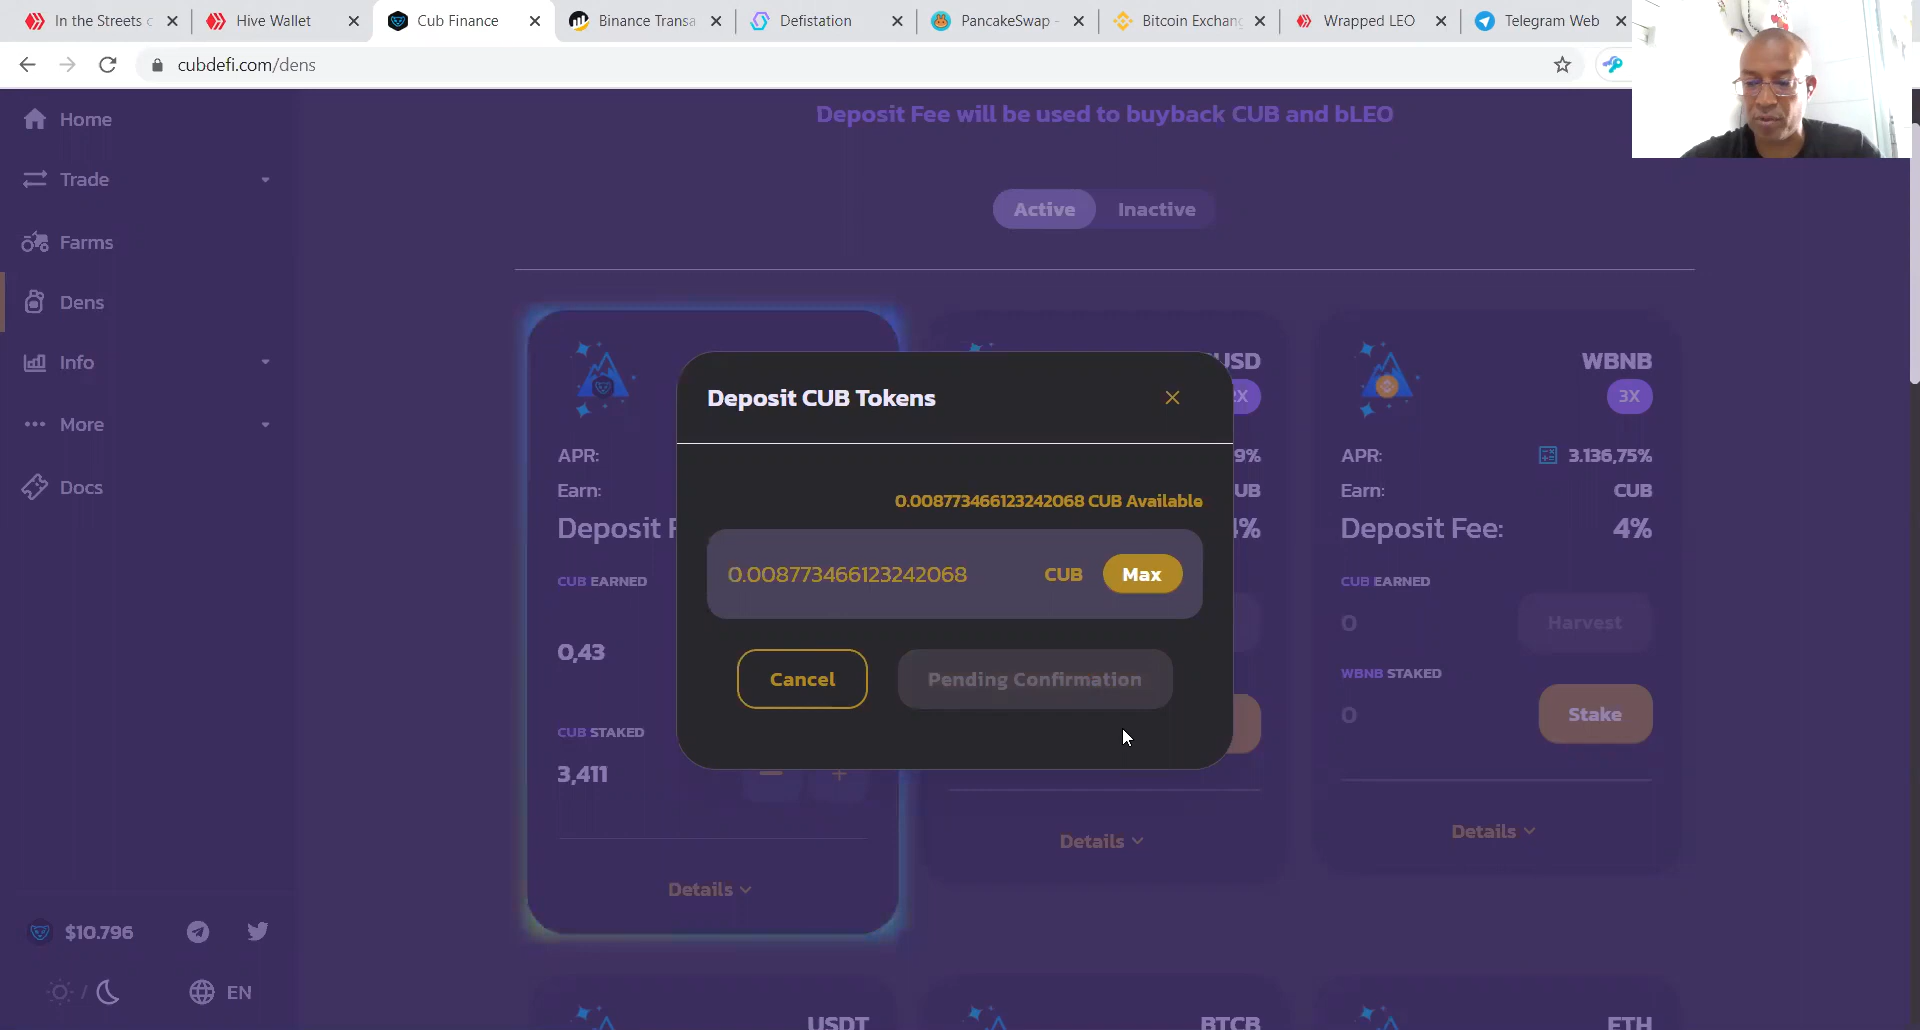 In the Streets c
Hive Wallet
Cub Finance
Binance Transa
Defistation
PancakeSwap -
Bitcoin Exchang
Wrapped LEO
Telegram Web
cubdefi.com/dens
Deposit Fee will be used to buyback CUB and bLEO
Home
Trade
Farms
Dens
Info
More
Docs
Active
Inactive
APR:
Earn:
Deposit F
CUB EARNED
0,43
CUB STAKED
3,411
Details
Deposit CUB Tokens
0.008773466123242068 CUB Available
0.008773466123242068 CUB Max
Cancel
Pending Confirmation
USD
2X
9%
UB
4%
Details
WBNB
3X
APR: 3.136,75%
Earn: CUB
Deposit Fee: 4%
CUB EARNED
0 Harvest
WBNB STAKED
0 Stake
Details
$10.796
/
EN
USDT
BTCB
ETH